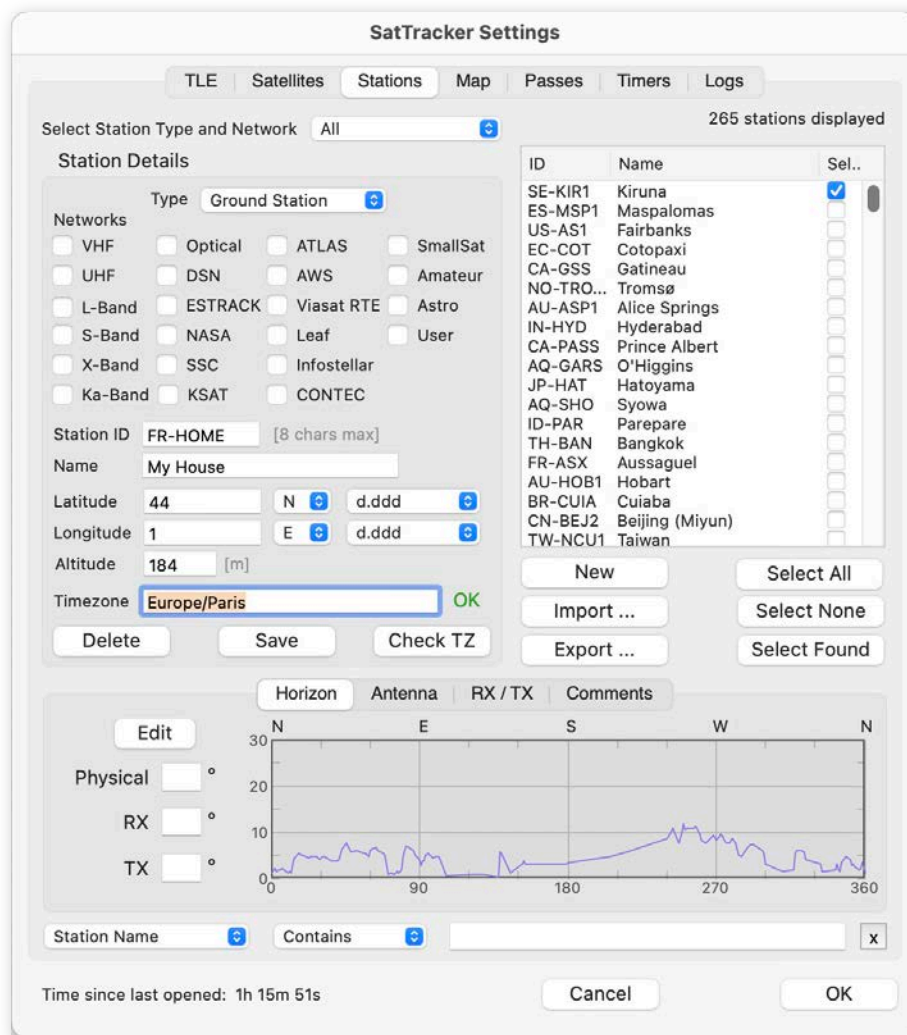 SatTracker Settings
TLE Satellites Stations Map Passes Timers Logs
Select Station Type and Network All
265 stations displayed
Station Details
Type Ground Station
Networks
VHF Optical ATLAS SmallSat
UHF DSN AWS Amateur
L-Band ESTRACK Viasat RTE Astro
S-Band NASA Leaf User
X-Band SSC Infostellar
Ka-Band KSAT CONTEC
Station ID FR-HOME [8 chars max]
Name My House
Latitude 44 N d.ddd
Longitude 1 E d.ddd
Altitude 184 [m]
Timezone Europe/Paris OK
Delete Save Check TZ
ID Name Sel..
SE-KIR1 Kiruna
ES-MSP1 Maspalomas
US-AS1 Fairbanks
EC-COT Cotopaxi
CA-GSS Gatineau
NO-TRO... Tromsø
AU-ASP1 Alice Springs
IN-HYD Hyderabad
CA-PASS Prince Albert
AQ-GARS O'Higgins
JP-HAT Hatoyama
AQ-SHO Syowa
ID-PAR Parepare
TH-BAN Bangkok
FR-ASX Aussaguel
AU-HOB1 Hobart
BR-CUIA Cuiaba
CN-BEJ2 Beijing (Miyun)
TW-NCU1 Taiwan
New Select All
Import ... Select None
Export ... Select Found
Horizon Antenna RX / TX Comments
Edit
Physical °
RX °
TX °
N E S W N
30
20
10
0
0 90 180 270 360
Station Name Contains x
Time since last opened: 1h 15m 51s
Cancel OK